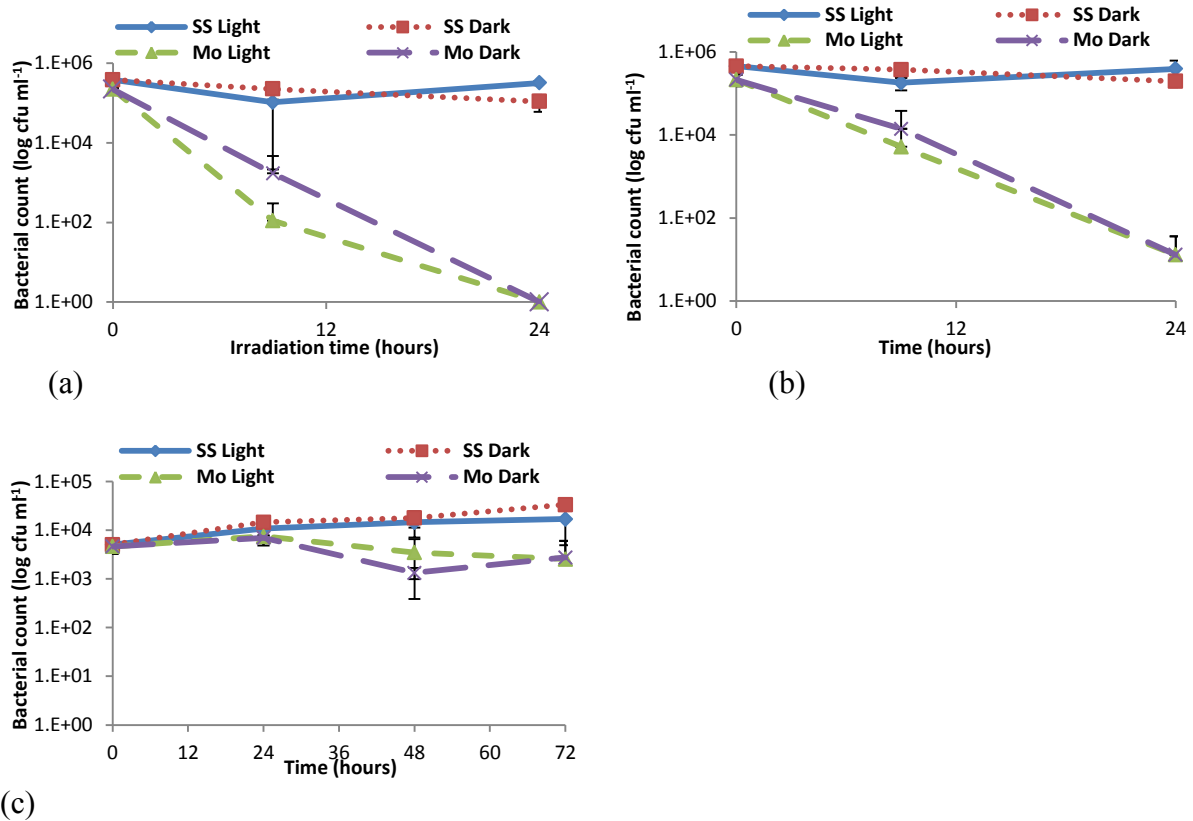 SS Light SS Dark
Mo Light Mo Dark
Bacterial count (log cfu ml-1)
1.E+06
1.E+04
1.E+02
1.E+00
0 12 24
Irradiation time (hours)
(a)
SS Light SS Dark
Mo Light Mo Dark
Bacterial count (log cfu ml-1)
1.E+06
1.E+04
1.E+02
1.E+00
0 12 24
Time (hours)
(b)
SS Light SS Dark
Mo Light Mo Dark
Bacterial count (log cfu ml-1)
1.E+05
1.E+04
1.E+03
1.E+02
1.E+01
1.E+00
0 12 24 36 48 60 72
Time (hours)
(c)